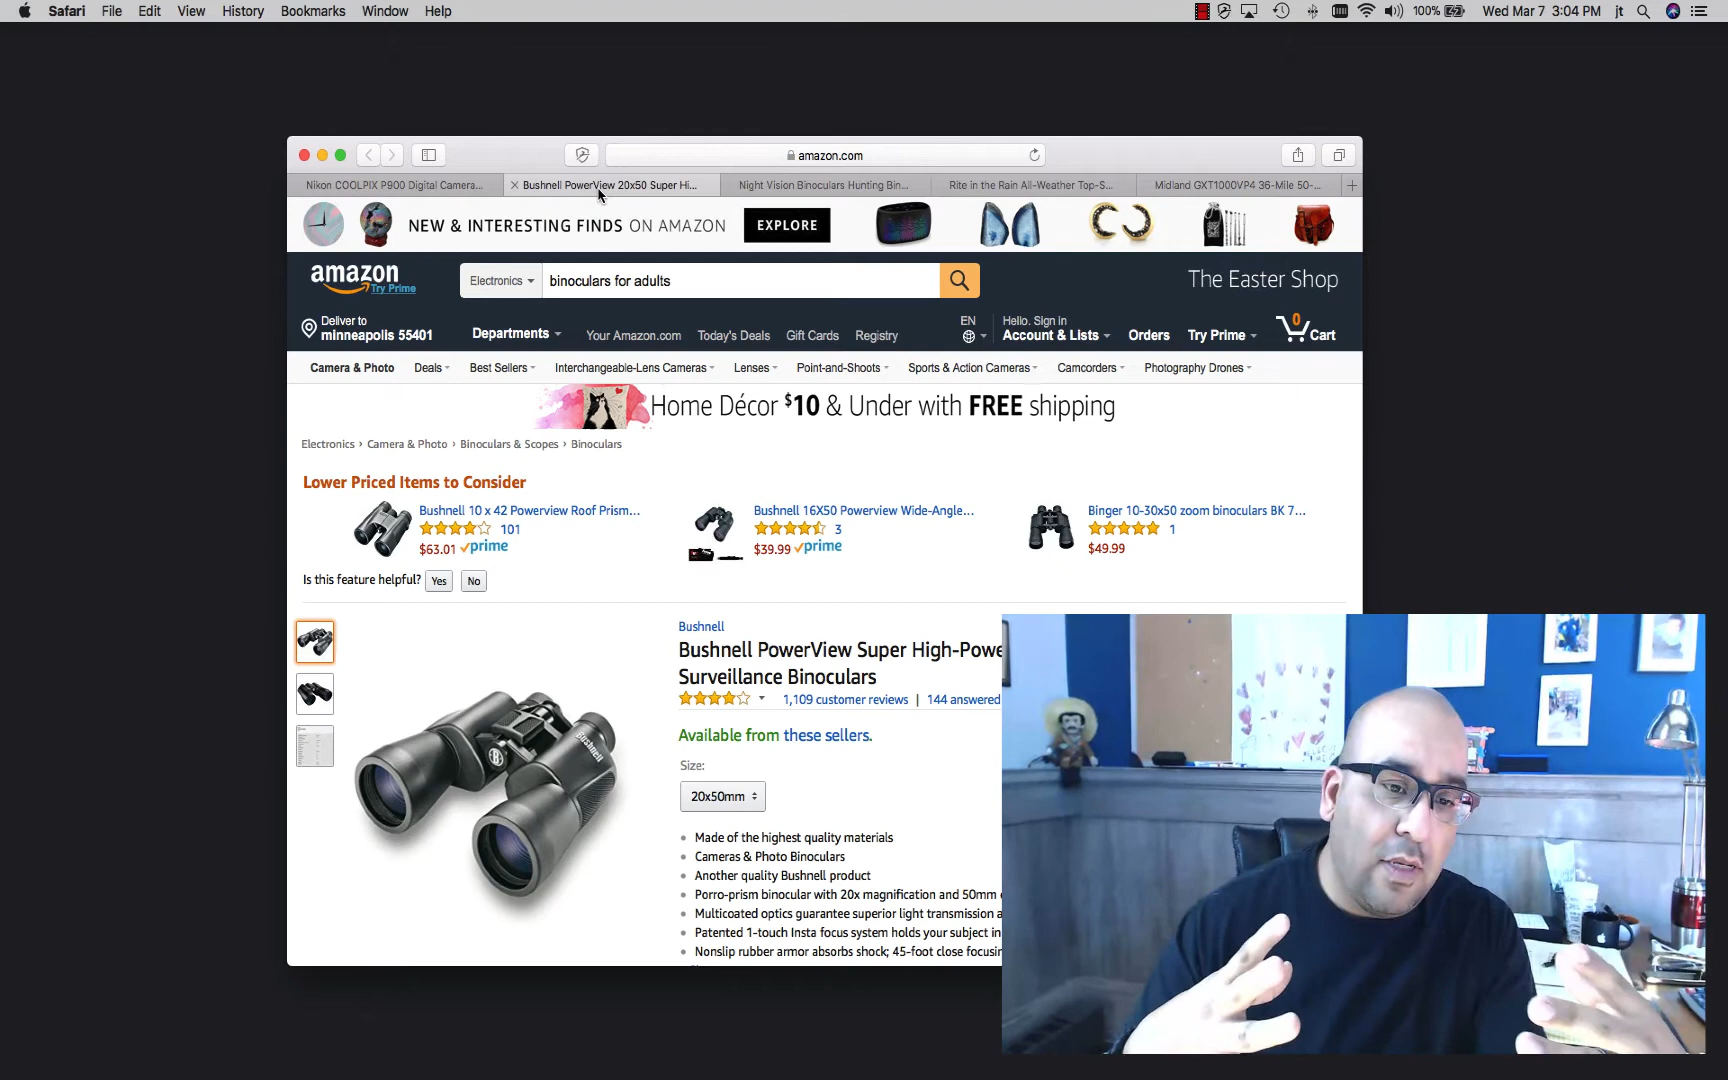 Safari File Edit View History Bookmarks Window Help
100% Wed Mar 7 3:04 PM jt
amazon.com
Nikon COOLPIX P900 Digital Camera...
Bushnell PowerView 20x50 Super Hi...
Night Vision Binoculars Hunting Bin...
Rite in the Rain All-Weather Top-S...
Midland GXT1000VP4 36-Mile 50-...
NEW & INTERESTING FINDS ON AMAZON EXPLORE
amazon
Try Prime
Electronics
binoculars for adults
The Easter Shop
Deliver to
minneapolis 55401
Departments
Your Amazon.com Today's Deals Gift Cards Registry
EN
Hello. Sign in
Account & Lists
Orders
Try Prime
0
Cart
Camera & Photo Deals Best Sellers Interchangeable-Lens Cameras Lenses Point-and-Shoots Sports & Action Cameras Camcorders Photography Drones
Home Décor $10 & Under with FREE shipping
Electronics › Camera & Photo › Binoculars & Scopes › Binoculars
Lower Priced Items to Consider
Bushnell 10 x 42 Powerview Roof Prism...
101
$63.01 prime
Bushnell 16X50 Powerview Wide-Angle...
3
$39.99 prime
Binger 10-30x50 zoom binoculars BK 7...
1
$49.99
Is this feature helpful? Yes No
Bushnell
Bushnell PowerView Super High-Powe
Surveillance Binoculars
1,109 customer reviews | 144 answered
Available from these sellers.
Size:
20x50mm
Made of the highest quality materials
Cameras & Photo Binoculars
Another quality Bushnell product
Porro-prism binocular with 20x magnification and 50mm
Multicoated optics guarantee superior light transmission a
Patented 1-touch Insta focus system holds your subject in
Nonslip rubber armor absorbs shock; 45-foot close focusin
Bushnell
B